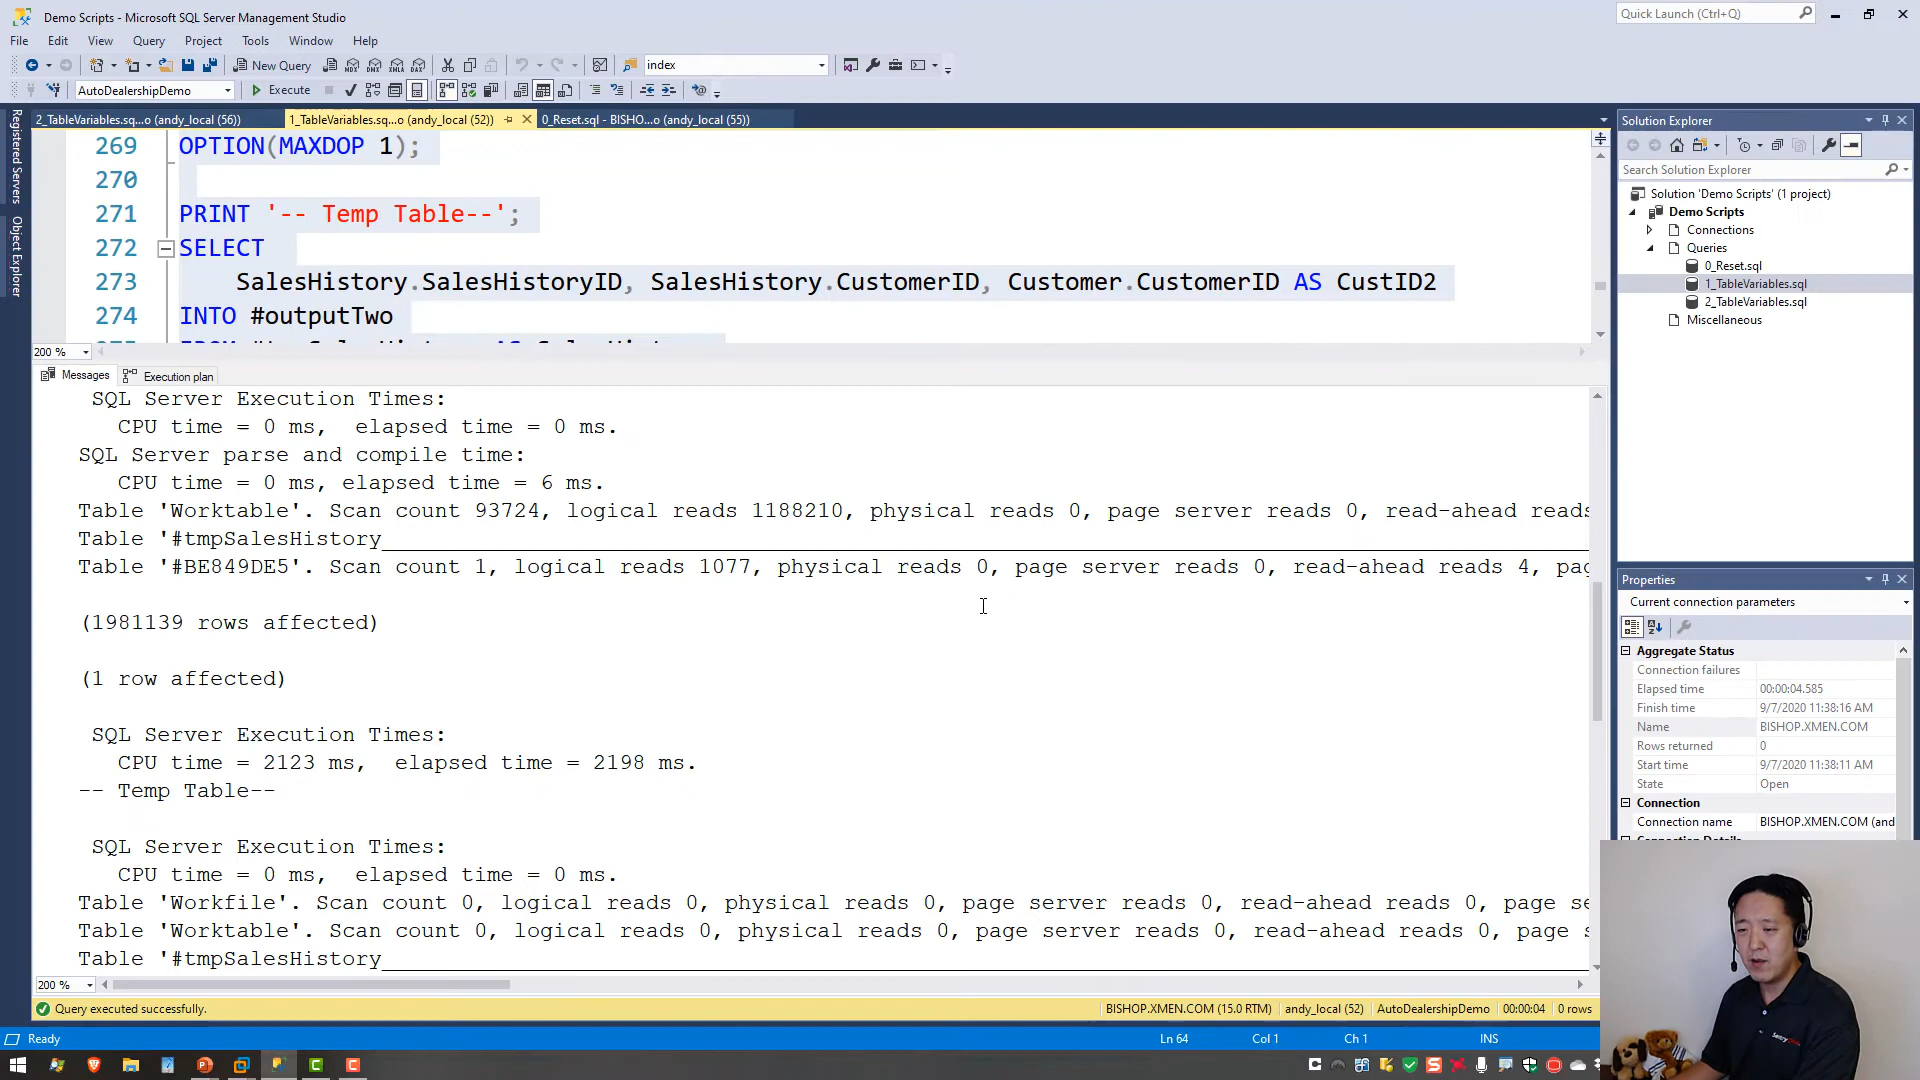 Demo Scripts - Microsoft SQL Server Management Studio
Quick Launch (Ctrl+Q)
File Edit View Query Project Tools Window Help
New Query
index
AutoDealershipDemo
Execute
2_TableVariables.sq...o (andy_local (56))
1_TableVariables.sq...o (andy_local (52))
0_Reset.sql - BISHO...o (andy_local (55))
Registered Servers
Object Explorer
269 OPTION(MAXDOP 1);
270
271 PRINT '-- Temp Table--';
272 SELECT
273 SalesHistory.SalesHistoryID, SalesHistory.CustomerID, Customer.CustomerID AS CustID2
274 INTO #outputTwo
200 %
Messages Execution plan
SQL Server Execution Times:
CPU time = 0 ms, elapsed time = 0 ms.
SQL Server parse and compile time:
CPU time = 0 ms, elapsed time = 6 ms.
Table 'Worktable'. Scan count 93724, logical reads 1188210, physical reads 0, page server reads 0, read-ahead reads
Table '#tmpSalesHistory
Table '#BE849DE5'. Scan count 1, logical reads 1077, physical reads 0, page server reads 0, read-ahead reads 4, pag
(1981139 rows affected)
(1 row affected)
SQL Server Execution Times:
CPU time = 2123 ms, elapsed time = 2198 ms.
-- Temp Table--
SQL Server Execution Times:
CPU time = 0 ms, elapsed time = 0 ms.
Table 'Workfile'. Scan count 0, logical reads 0, physical reads 0, page server reads 0, read-ahead reads 0, page se
Table 'Worktable'. Scan count 0, logical reads 0, physical reads 0, page server reads 0, read-ahead reads 0, page s
Table '#tmpSalesHistory
200 %
Query executed successfully.
BISHOP.XMEN.COM (15.0 RTM) andy_local (52) AutoDealershipDemo 00:00:04 0 rows
Ready
Ln 64
Col 1
Ch 1
INS
Solution Explorer
Search Solution Explorer
Solution 'Demo Scripts' (1 project)
Demo Scripts
Connections
Queries
0_Reset.sql
1_TableVariables.sql
2_TableVariables.sql
Miscellaneous
Properties
Current connection parameters
Aggregate Status
Connection failures
Elapsed time 00:00:04.585
Finish time 9/7/2020 11:38:16 AM
Name BISHOP.XMEN.COM
Rows returned 0
Start time 9/7/2020 11:38:11 AM
State Open
Connection
Connection name BISHOP.XMEN.COM (and